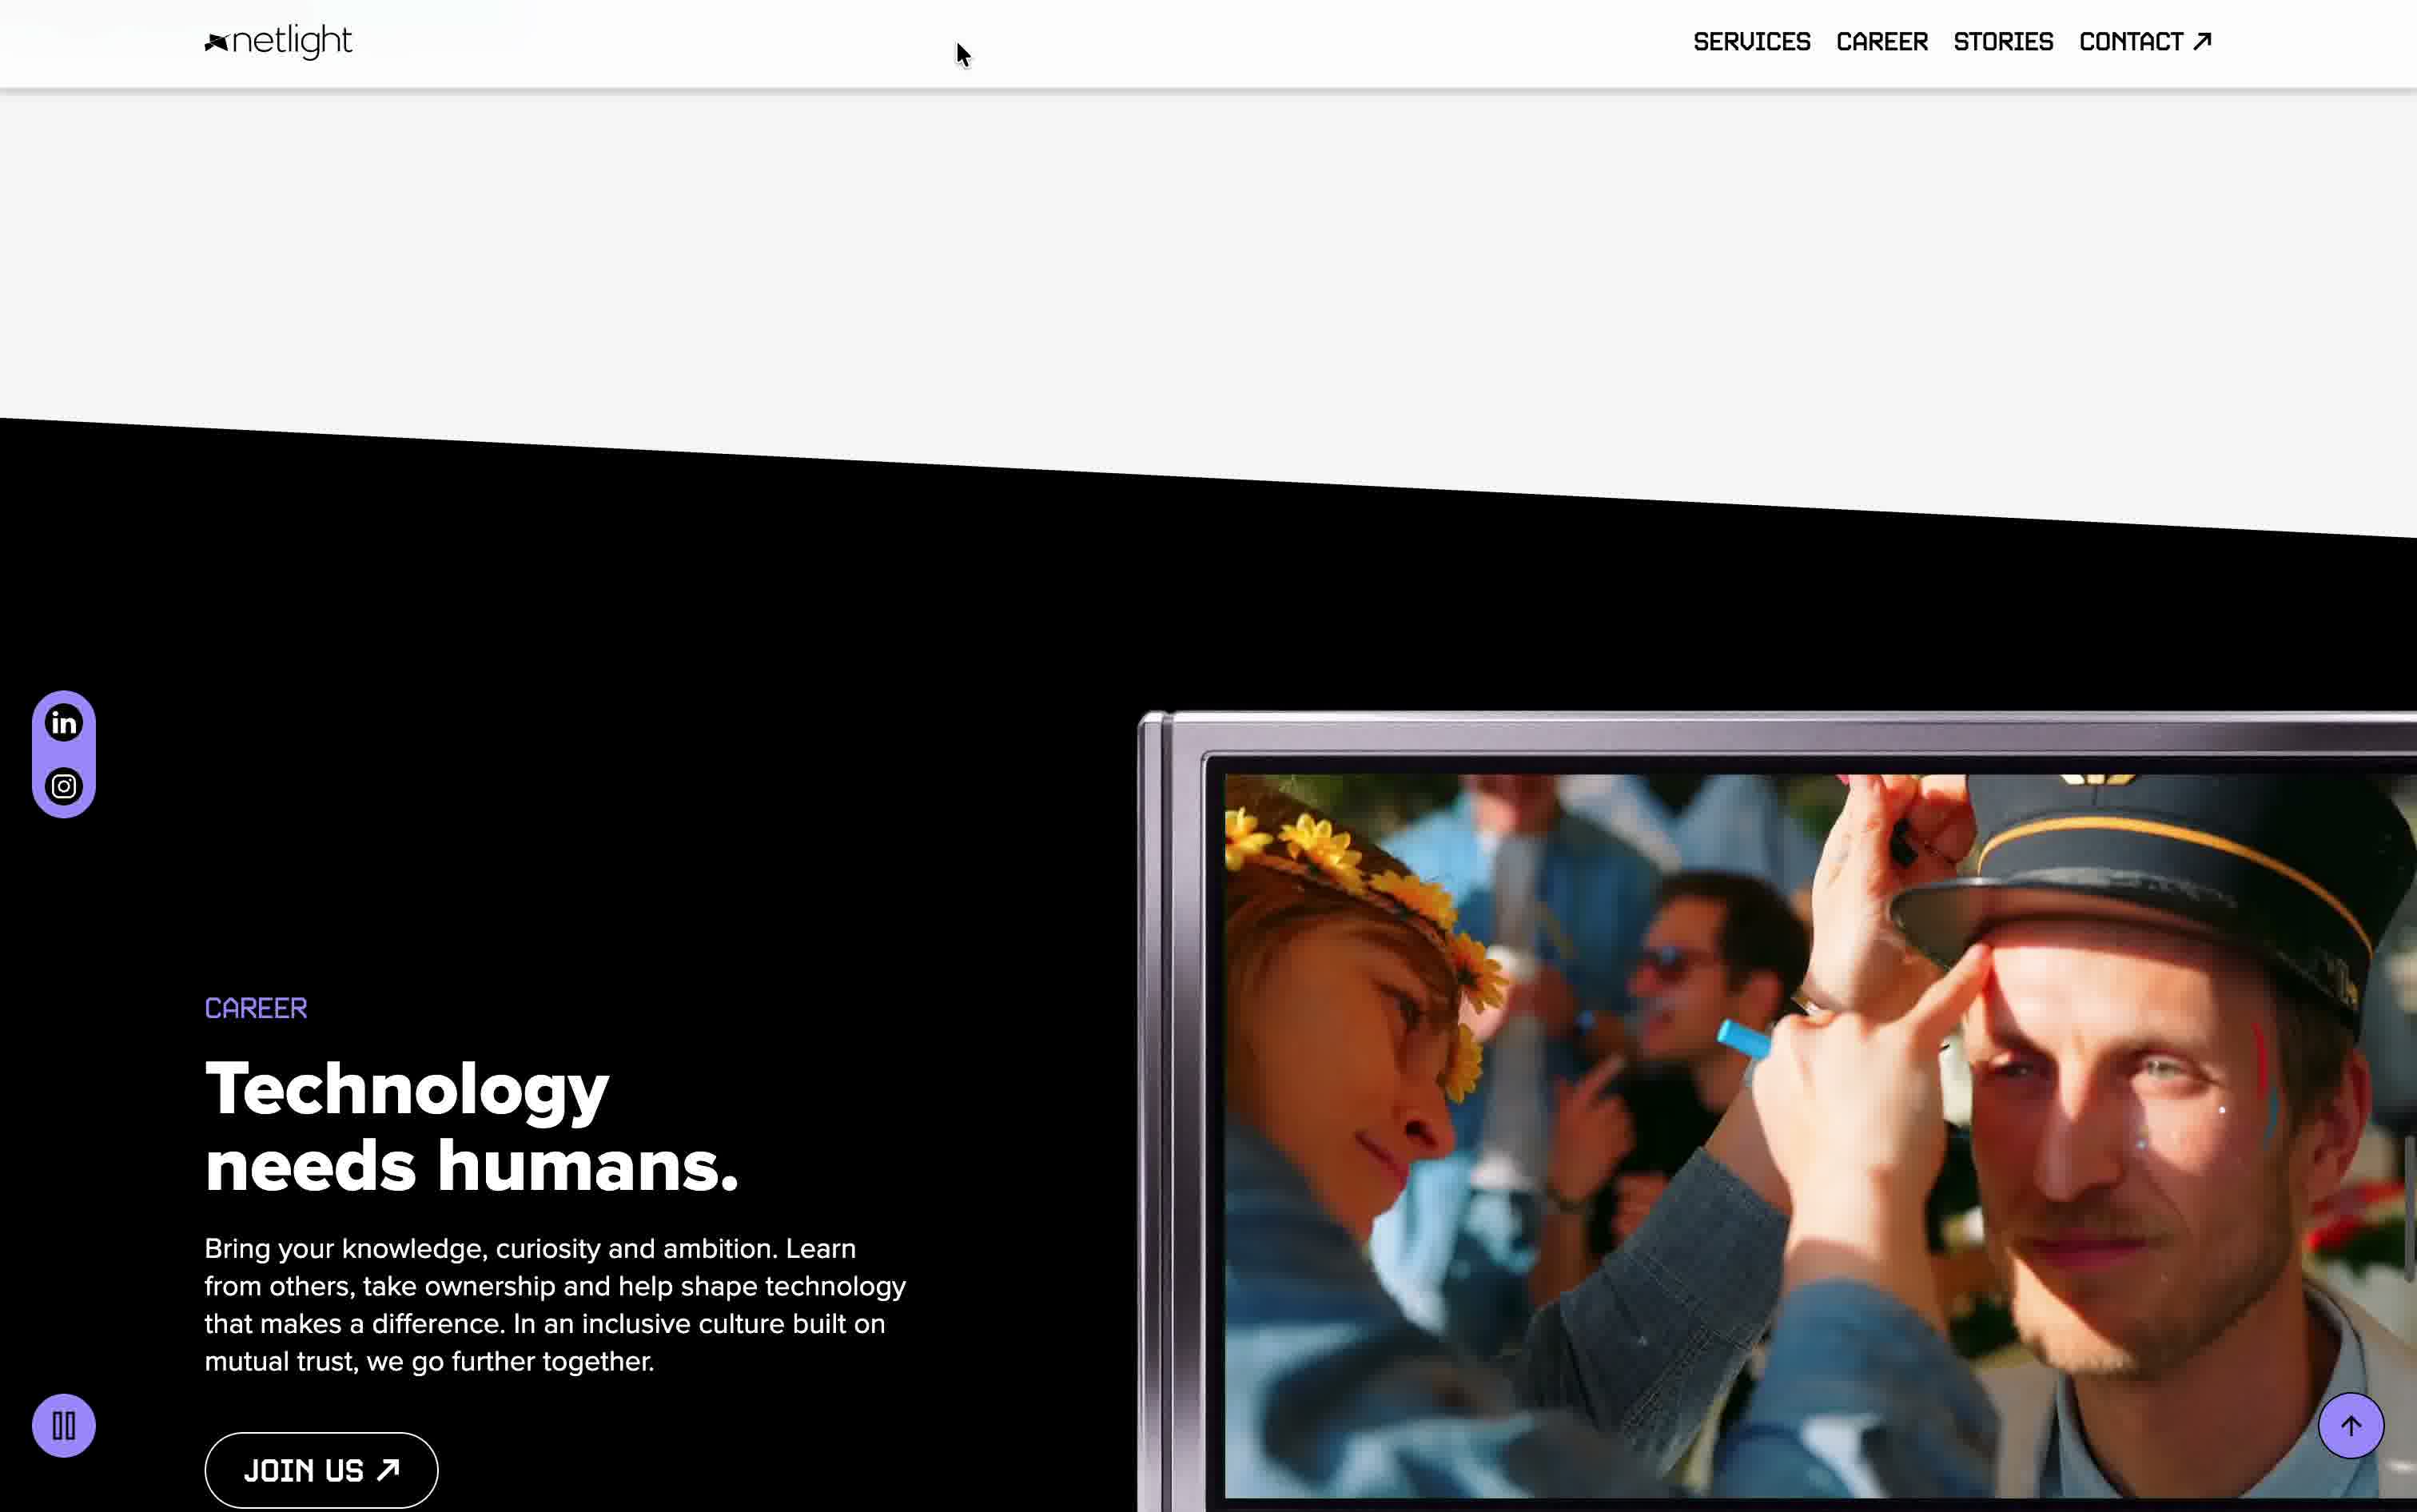 netlight
SERVICES CAREER STORIES CONTACT
in
CAREER
Technology
needs humans.
Bring your knowledge, curiosity and ambition. Learn
from others, take ownership and help shape technology
that makes a difference. In an inclusive culture built on
mutual trust, we go further together.
JOIN US